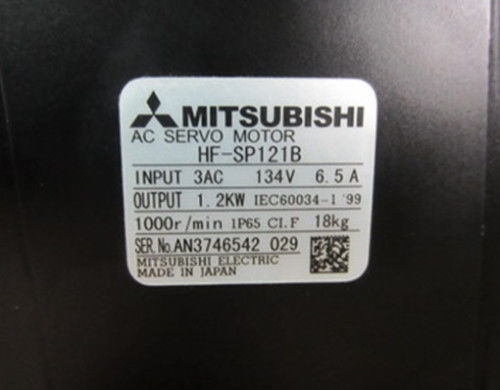 MITSUBISHI
AC SERVO MOTOR
HF-SP121B
INPUT 3AC 134V 6.5A
OUTPUT 1.2KW IEC60034-1 '99
1000r/min IP65 CI.F 18kg
SER.No.AN3746542 029
MITSUBISHI ELECTRIC
MADE IN JAPAN